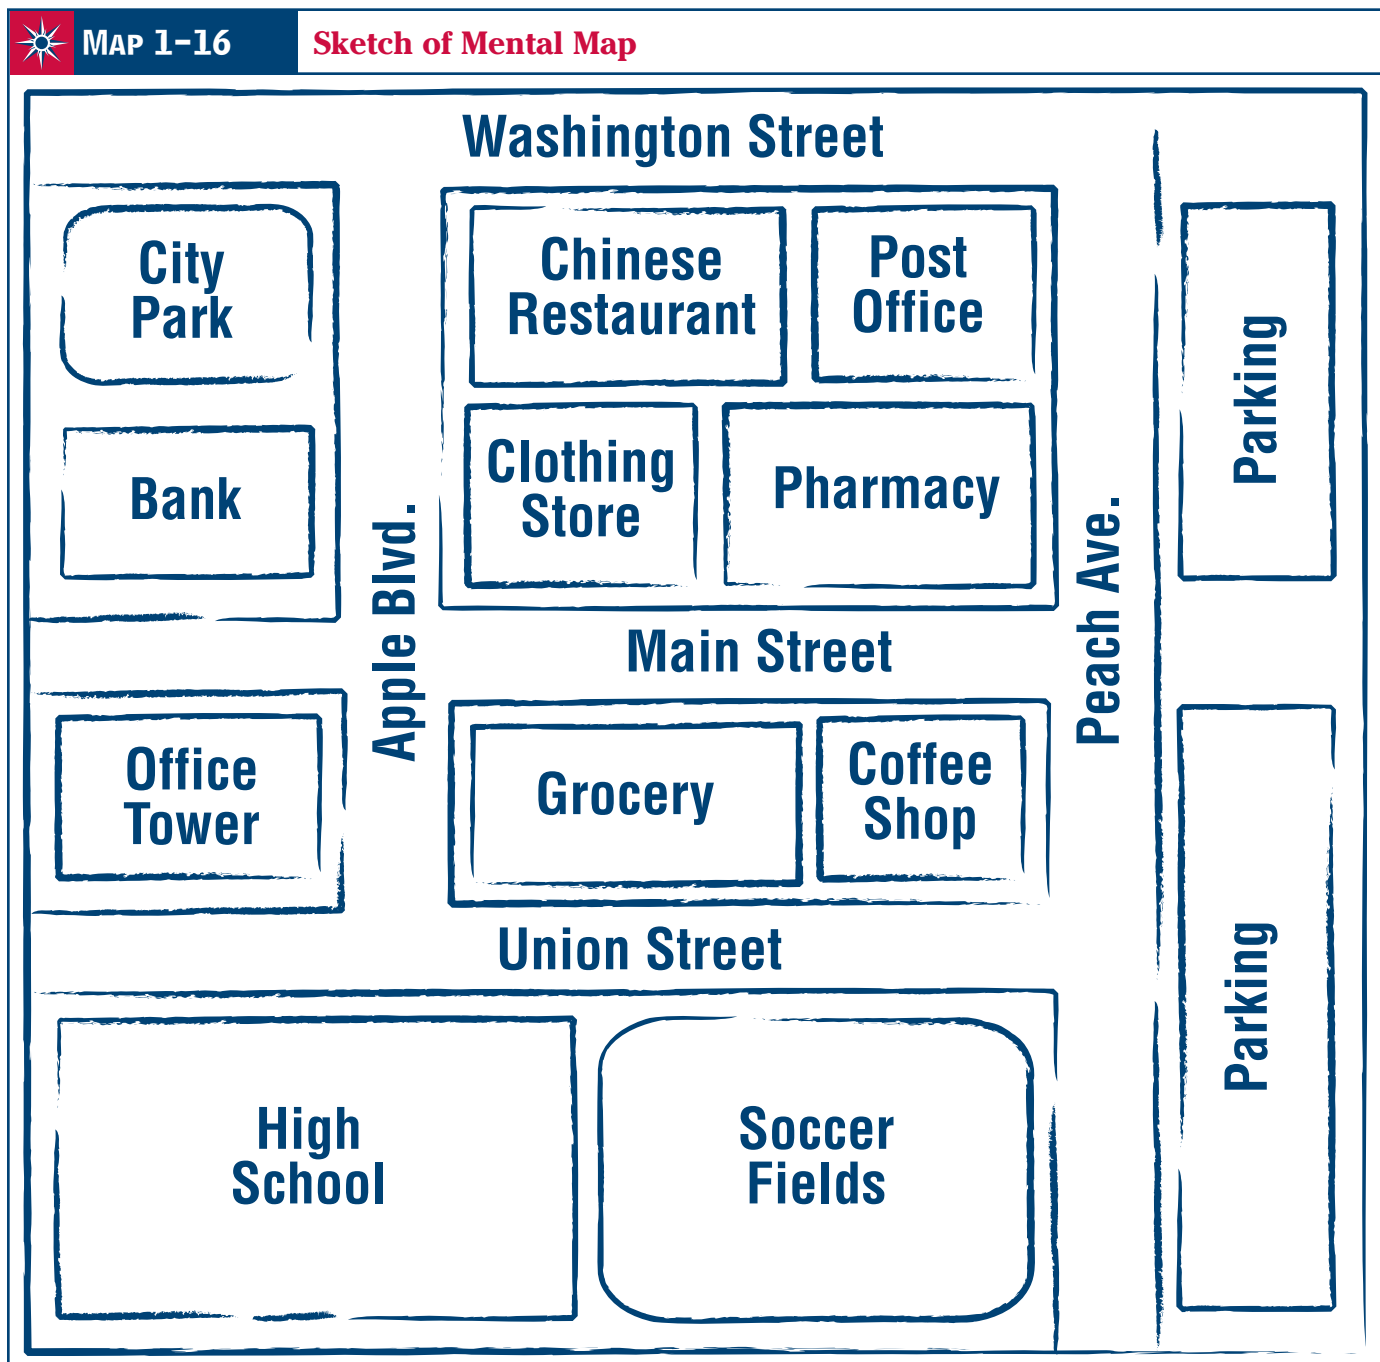 MAP 1-16
Sketch of Mental Map
Washington Street
City
Park
Chinese
Restaurant
Post
Office
Parking
Bank
Clothing
Store
Pharmacy
Apple Blvd.
Peach Ave.
Main Street
Office
Tower
Grocery
Coffee
Shop
Union Street
Parking
High
School
Soccer
Fields